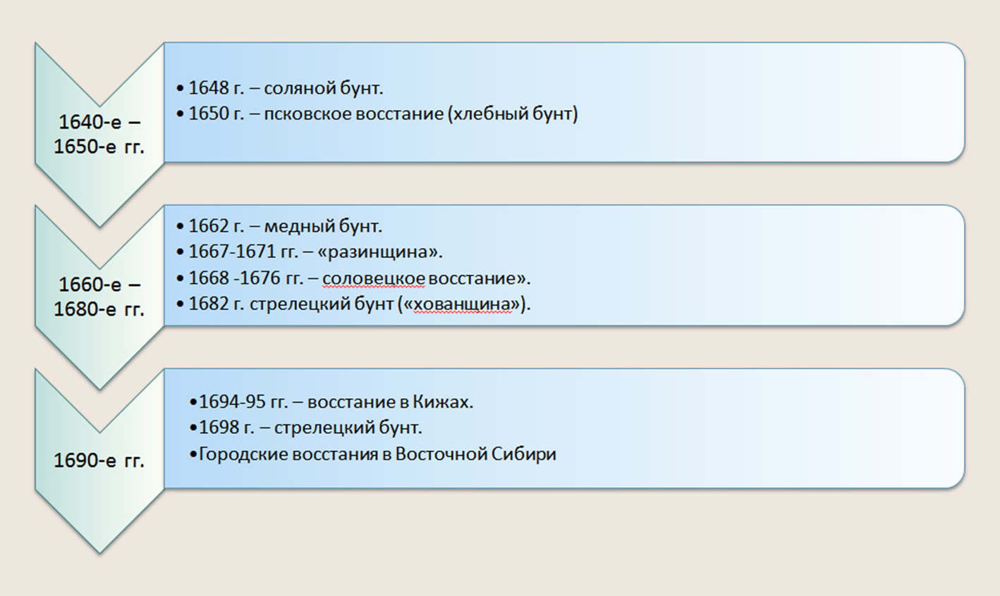 1640-е –
1650-е гг.
• 1648 г. – соляной бунт.
• 1650 г. – псковское восстание (хлебный бунт)
1660-е –
1680-е гг.
• 1662 г. – медный бунт.
• 1667-1671 гг. – «разинщина».
• 1668 -1676 гг. – соловецкое восстание».
• 1682 г. стрелецкий бунт («хованщина»).
1690-е гг.
•1694-95 гг. – восстание в Кижах.
•1698 г. – стрелецкий бунт.
•Городские восстания в Восточной Сибири